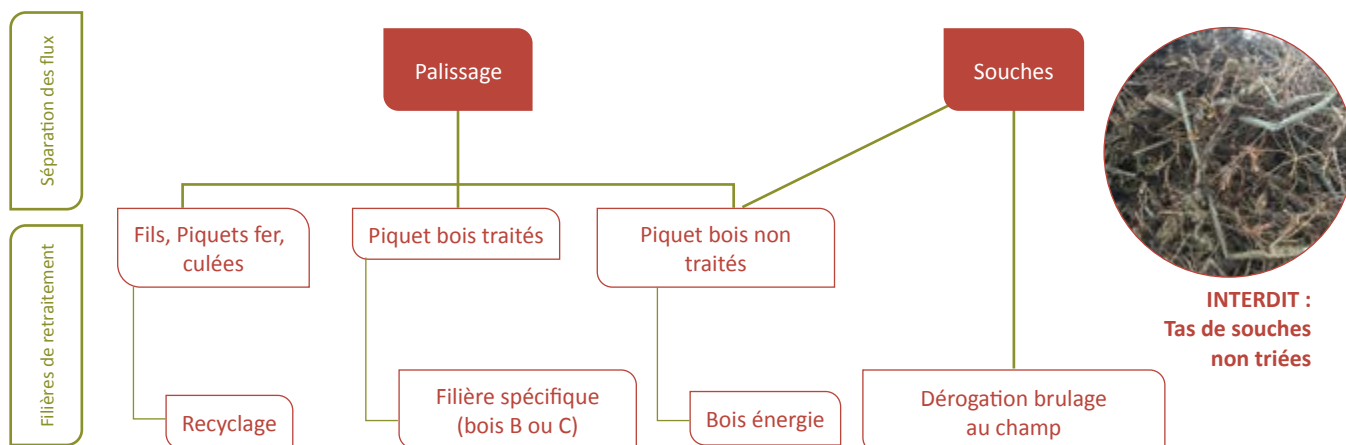 Séparation des flux
Palissage
Souches
Fils, Piquets fer,
culées
Piquet bois traités
Piquet bois non
traités
INTERDIT :
Tas de souches
non triées
Filières de retraitement
Recyclage
Filière spécifique
(bois B ou C)
Bois énergie
Dérogation brulage
au champ